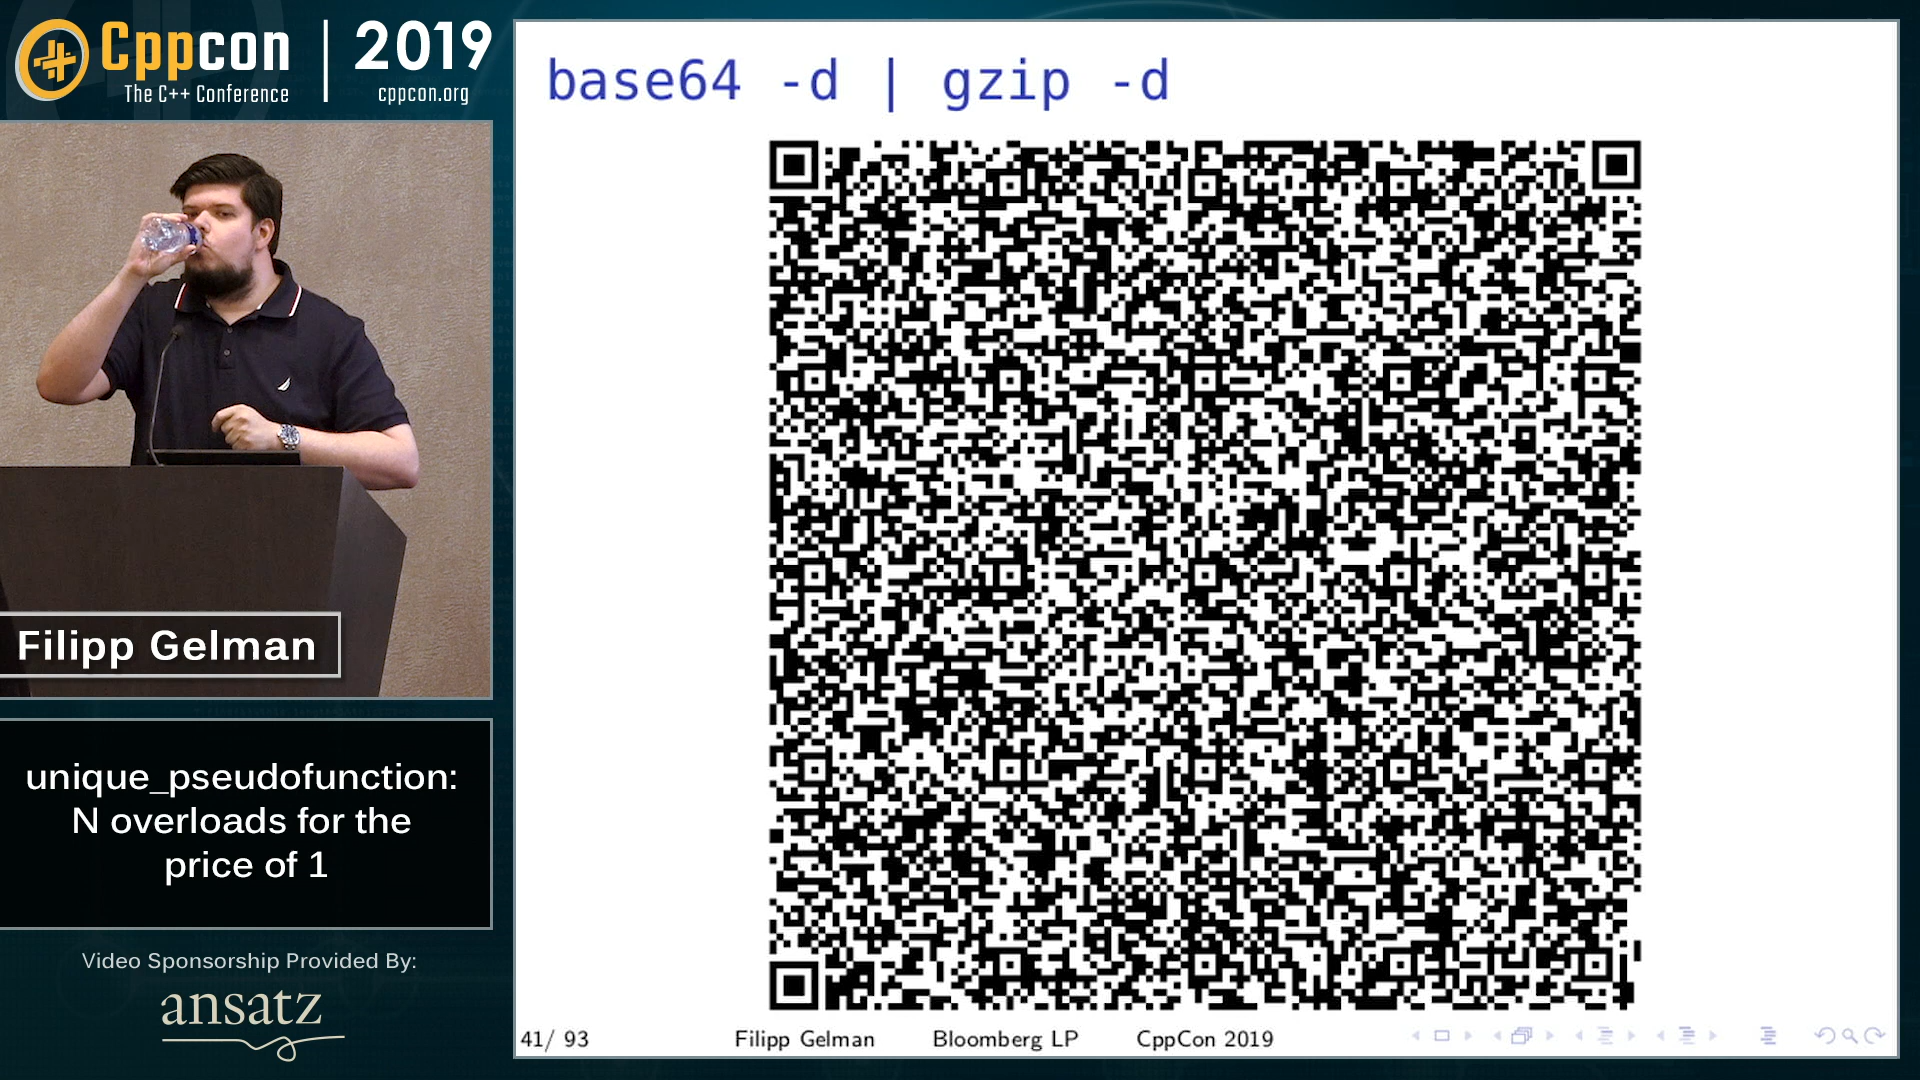 Cppcon
The C++ Conference
2019
cppcon.org
base64 -d | gzip -d
Filipp Gelman
unique_pseudofunction:
N overloads for the
price of 1
Video Sponsorship Provided By:
ansatz
41/ 93
Filipp Gelman
Bloomberg LP
CppCon 2019